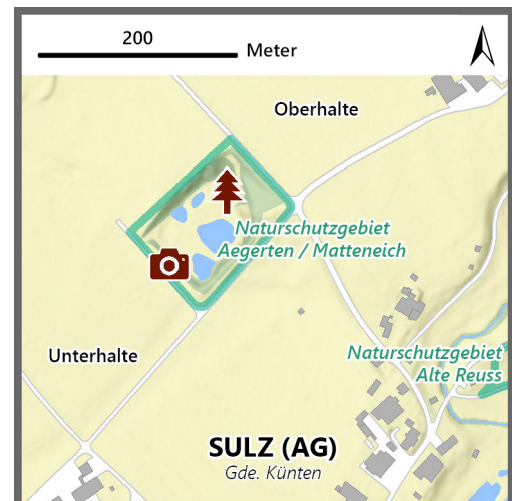 200
Meter
Oberhalte
Naturschutzgebiet
Aegerten / Matteneich
Unterhalte
Naturschutzgebiet
Alte Reuss
SULZ (AG)
Gde. Künten